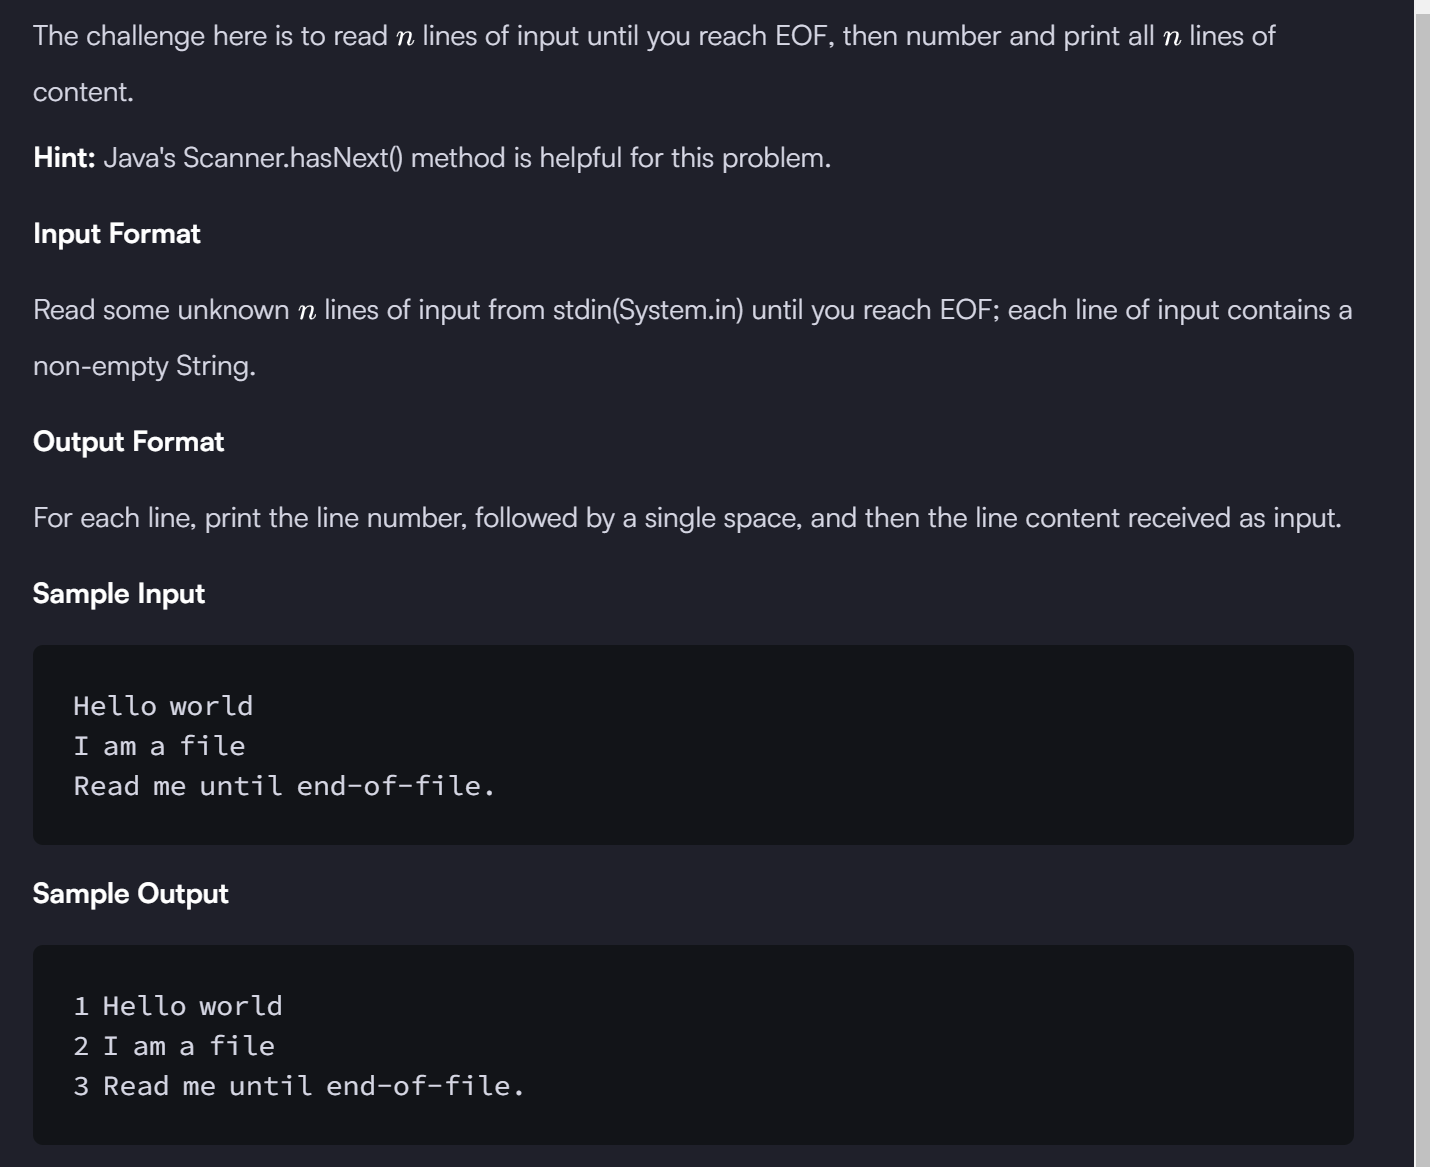 The challenge here is to read n lines of input until you reach EOF, then number and print all n lines of
content.
Hint: Java's Scanner.hasNext() method is helpful for this problem.
Input Format
Read some unknown n lines of input from stdin(System.in) until you reach EOF; each line of input contains a
non-empty String.
Output Format
For each line, print the line number, followed by a single space, and then the line content received as input.
Sample Input
Hello world
I am a file
Read me until end-of-file.
Sample Output
1 Hello world
2 I am a file
3 Read me until end-of-file.